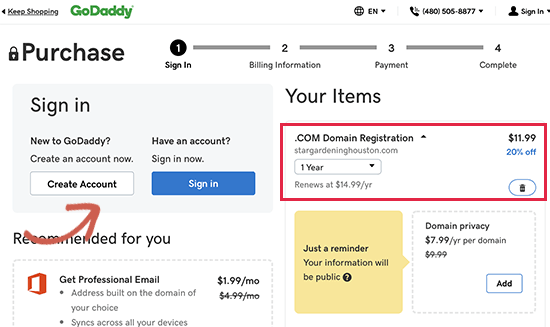 Keep Shopping
GoDaddy
EN
(480) 505-8877
Sign In
Purchase
1
2
3
4
Sign In
Billing Information
Payment
Complete
Sign in
New to GoDaddy?
Create an account now.
Create Account
Have an account?
Sign in now.
Sign in
Recommended for you
Get Professional Email
$1.99/mo
$4.99/mo
• Address built on the domain of
your choice
• Syncs across all your devices
Your Items
.COM Domain Registration
$11.99
stargardeninghouston.com
20% off
1 Year
Renews at $14.99/yr
Just a reminder
Your information will
be public ?
Domain privacy
$7.99/yr per domain
$9.99
Add